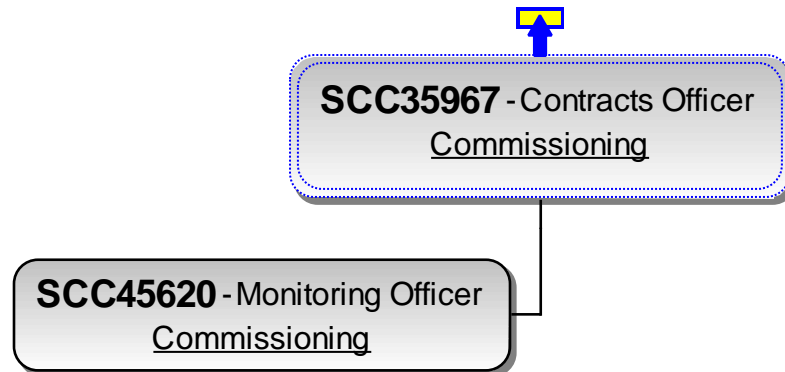 SCC35967 - Contracts Officer
Commissioning
SCC45620 - Monitoring Officer
Commissioning